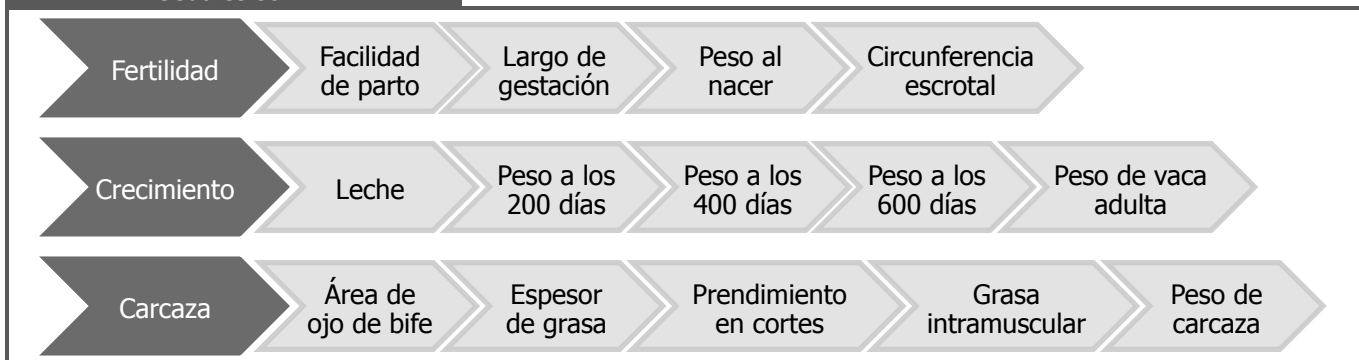 Fertilidad
Facilidad
de parto
Largo de
gestación
Peso al
nacer
Circunferencia
escrotal
Crecimiento
Leche
Peso a los
200 días
Peso a los
400 días
Peso a los
600 días
Peso de vaca
adulta
Carcaza
Área de
ojo de bife
Espesor
de grasa
Prendimiento
en cortes
Grasa
intramuscular
Peso de
carcaza